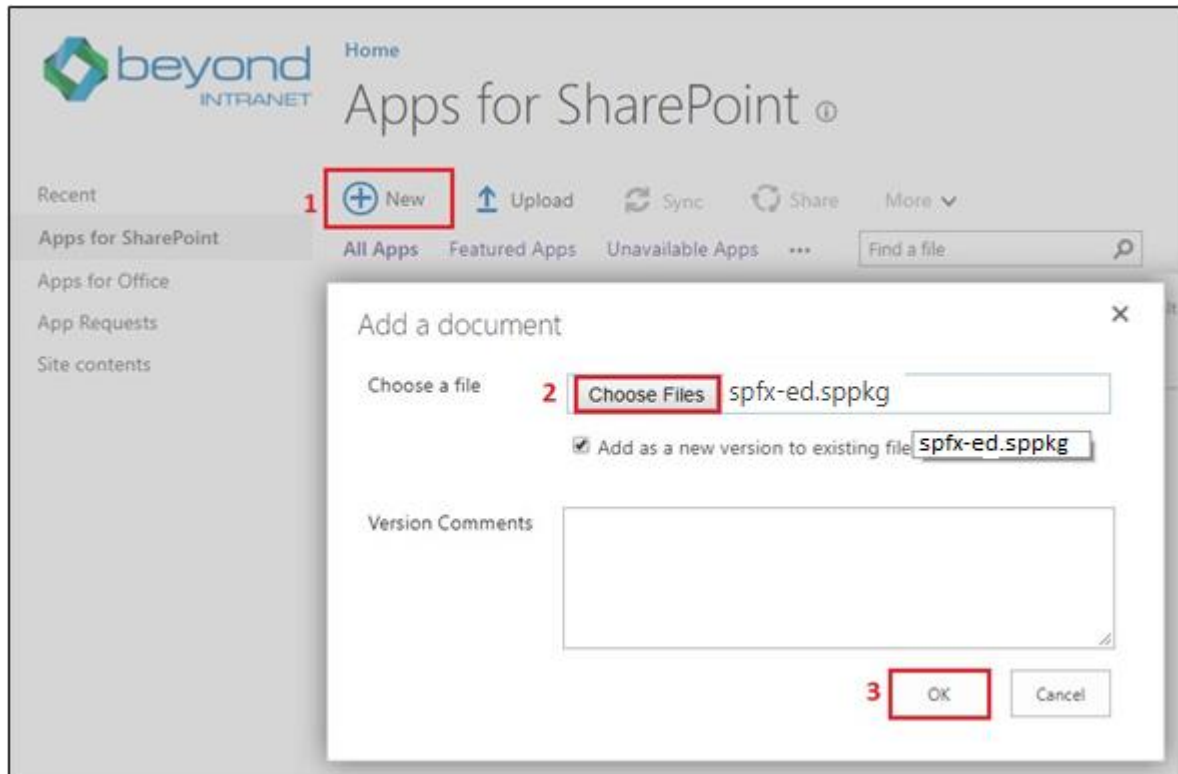 beyond
INTRANET
Home
Apps for SharePoint
Recent
Apps for SharePoint
Apps for Office
App Requests
Site contents
1 New Upload Sync Share More
All Apps Featured Apps Unavailable Apps ... Find a file
Add a document
Choose a file 2 Choose Files spfx-ed.sppkg
Add as a new version to existing file spfx-ed.sppkg
Version Comments
3 OK Cancel